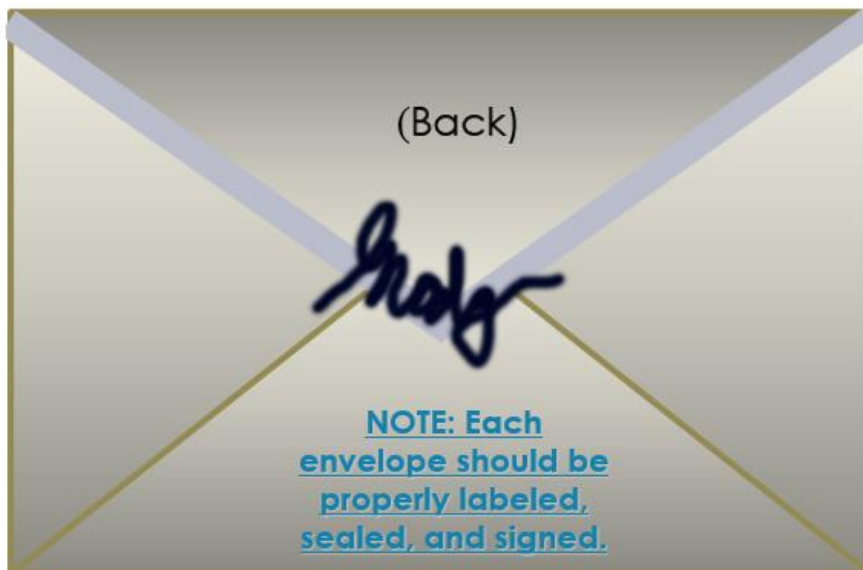 (Back)
NOTE: Each
envelope should be
properly labeled,
sealed, and signed.